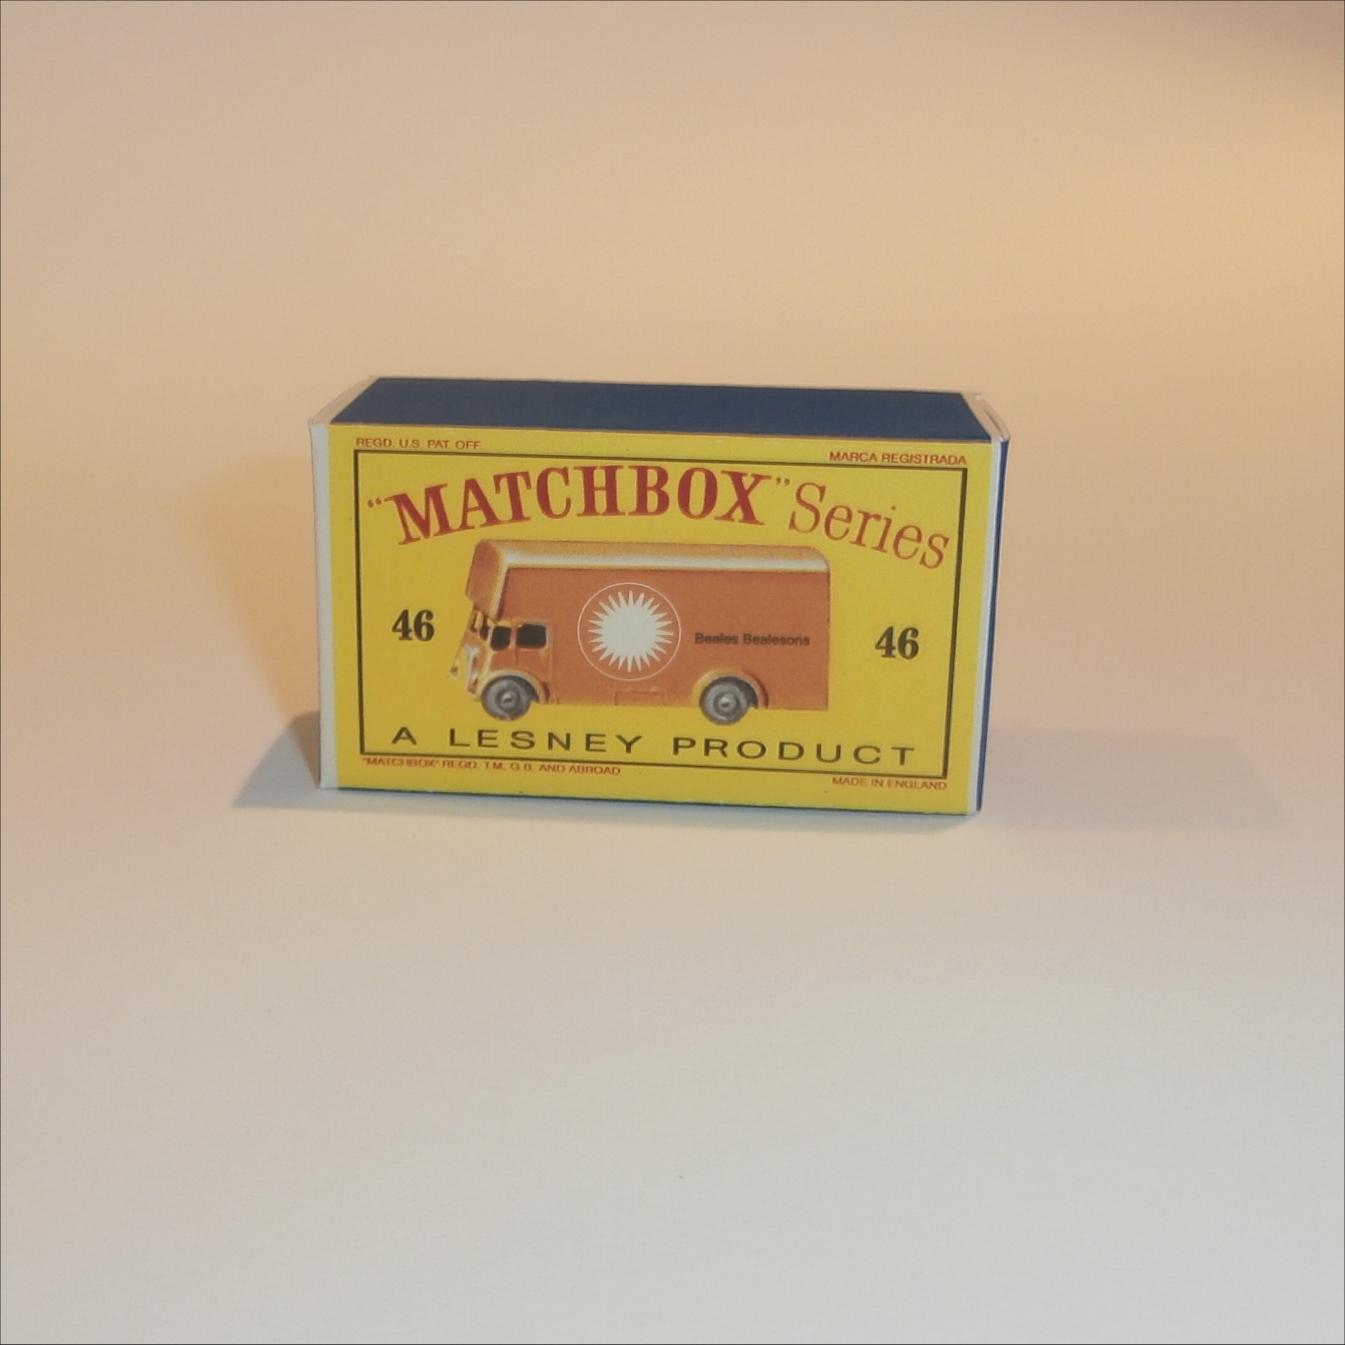 REGD. U.S. PAT. OFF.
MARCA REGISTRADA
"MATCHBOX" Series
46
Beales Bealesons
46
A LESNEY PRODUCT
"MATCHBOX" REGD. T.M. G.B. AND ABROAD
MADE IN ENGLAND